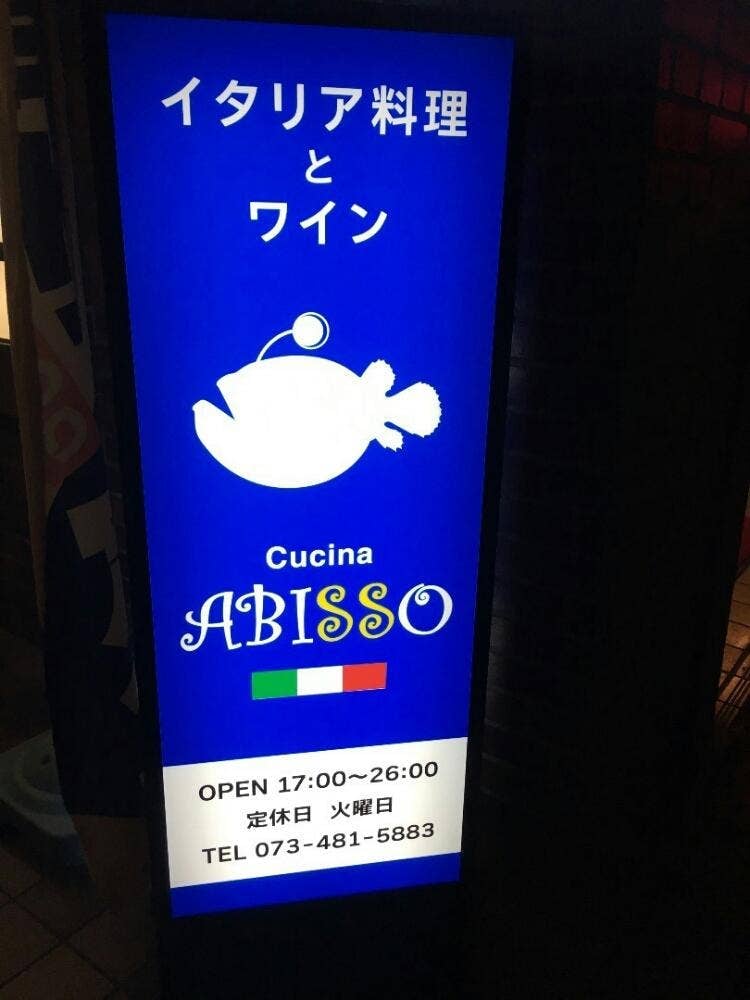 イタリア料理
と
ワイン
Cucina
ABISSO
OPEN 17:00〜26:00
定休日 火曜日
TEL 073-481-5883